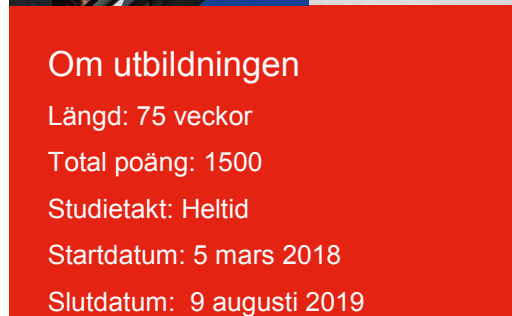 Om utbildningen
Längd: 75 veckor
Total poäng: 1500
Studietakt: Heltid
Startdatum: 5 mars 2018
Slutdatum: 9 augusti 2019